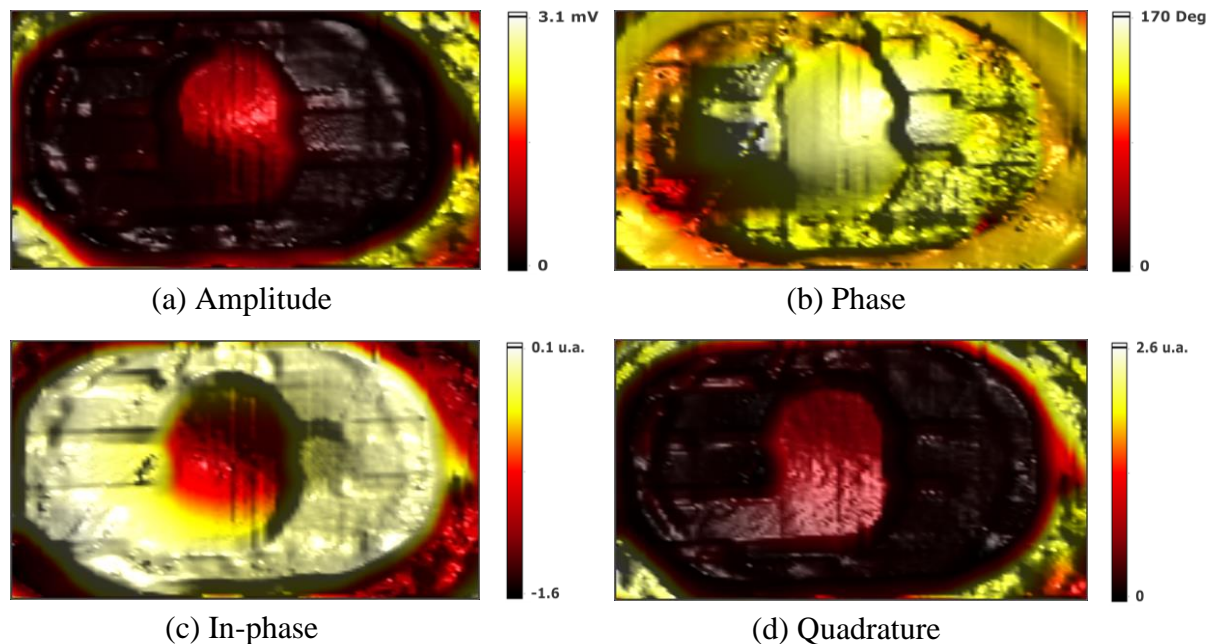 3.1 mV
0
(a) Amplitude
170 Deg
0
(b) Phase
0.1 u.a.
-1.6
(c) In-phase
2.6 u.a.
0
(d) Quadrature